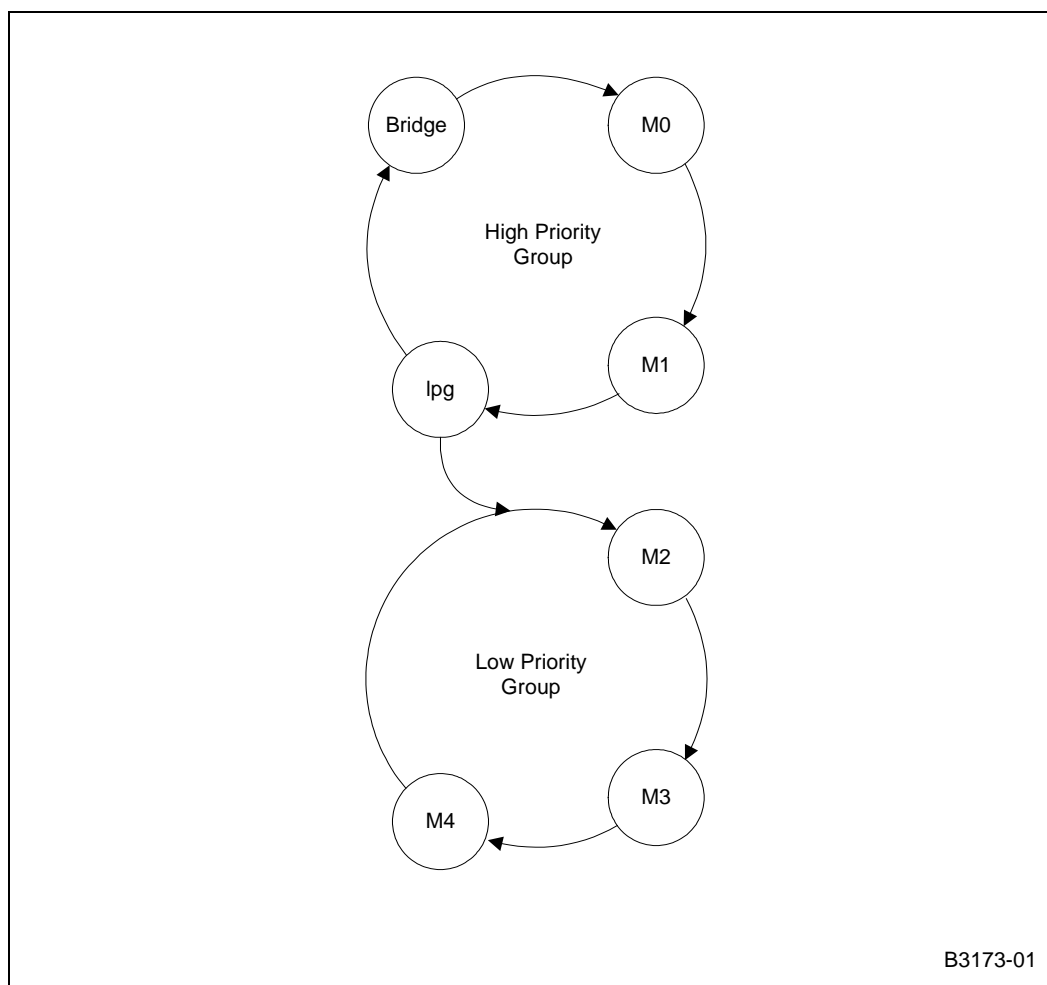 Bridge
M0
High Priority
Group
M1
lpg
M2
Low Priority
Group
M3
M4
B3173-01